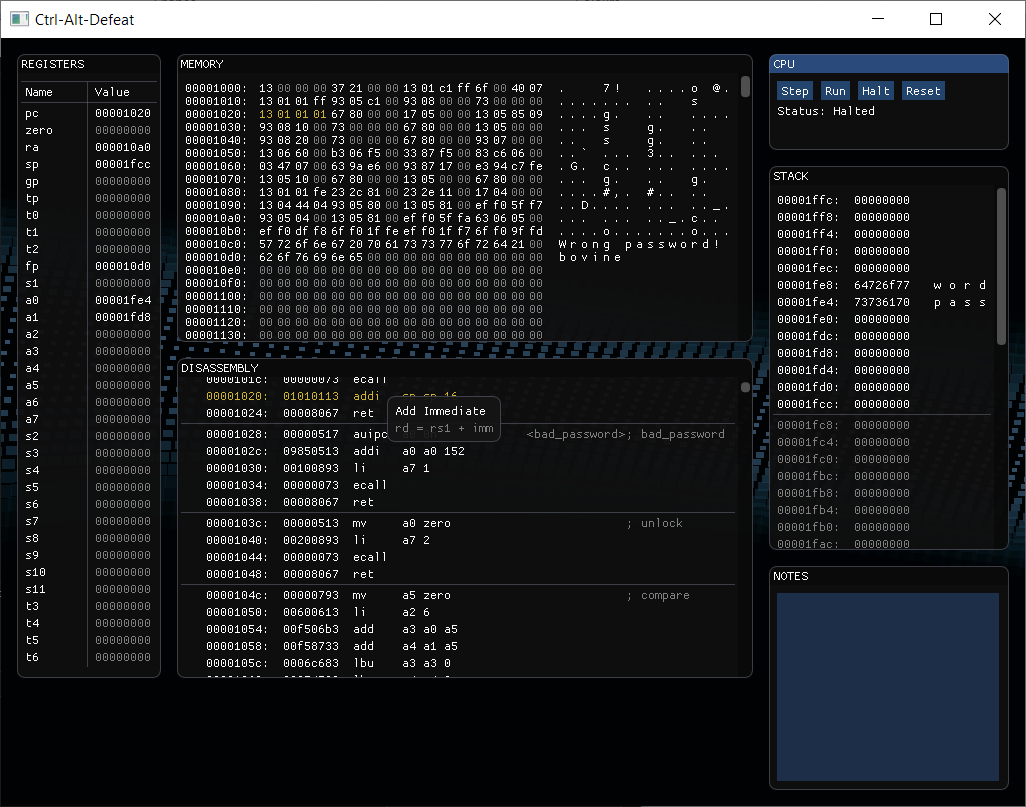 Ctrl-Alt-Defeat
REGISTERS
Name Value
pc 00001020
zero 00000000
ra 000010a0
sp 00001fcc
gp 00000000
tp 00000000
t0 00000000
t1 00000000
t2 00000000
fp 000010d0
s1 00000000
a0 00001fe4
a1 00001fd8
a2 00000000
a3 00000000
a4 00000000
a5 00000000
a6 00000000
a7 00000000
s2 00000000
s3 00000000
s4 00000000
s5 00000000
s6 00000000
s7 00000000
s8 00000000
s9 00000000
s10 00000000
s11 00000000
t3 00000000
t4 00000000
t5 00000000
t6 00000000
MEMORY
00001000: 13 00 00 00 37 21 00 00 13 01 c1 ff 6f 00 40 07 . 7! ....o @.
00001010: 13 01 01 ff 93 05 c1 00 93 08 00 00 73 00 00 00 ....... .. s
00001020: 13 01 01 01 67 80 00 00 17 05 00 00 13 05 85 09 ....g. .. ....
00001030: 93 08 10 00 73 00 00 00 67 80 00 00 13 05 00 00 ... s g. ..
00001040: 93 08 20 00 73 00 00 00 67 80 00 00 93 07 00 00 .. s g. ..
00001050: 13 06 60 00 b3 06 f5 00 33 87 f5 00 83 c6 06 00 ..` ... 3.. ...
00001060: 03 47 07 00 63 9a e6 00 93 87 17 00 e3 94 c7 fe .G. c.. ... ....
00001070: 13 05 10 00 67 80 00 00 13 05 00 00 67 80 00 00 ... g. .. g.
00001080: 13 01 01 fe 23 2c 81 00 23 2e 11 00 17 04 00 00 ....#,. #.. ..
00001090: 13 04 44 04 93 05 80 00 13 05 81 00 ef f0 5f f7 ..D.... ... .._.
000010a0: 93 05 04 00 13 05 81 00 ef f0 5f fa 63 06 05 00 ... ... .._.c..
000010b0: ef f0 df f8 6f f0 1f fe ef f0 1f f7 6f f0 9f fd ....o.......o...
000010c0: 57 72 6f 6e 67 20 70 61 73 73 77 6f 72 64 21 00 Wrong password!
000010d0: 62 6f 76 69 6e 65 00 00 00 00 00 00 00 00 00 00 bovine
000010e0: 00 00 00 00 00 00 00 00 00 00 00 00 00 00 00 00
000010f0: 00 00 00 00 00 00 00 00 00 00 00 00 00 00 00 00
00001100: 00 00 00 00 00 00 00 00 00 00 00 00 00 00 00 00
00001110: 00 00 00 00 00 00 00 00 00 00 00 00 00 00 00 00
00001120: 00 00 00 00 00 00 00 00 00 00 00 00 00 00 00 00
00001130: 00 00 00 00 00 00 00 00 00 00 00 00 00 00 00 00
DISASSEMBLY
0000101c: 00000073 ecall
00001020: 01010113 addi sp sp 16
00001024: 00008067 ret
Add Immediate
rd = rs1 + imm
00001028: 00000517 auipc <bad_password>; bad_password
0000102c: 09850513 addi a0 a0 152
00001030: 00100893 li a7 1
00001034: 00000073 ecall
00001038: 00008067 ret
0000103c: 00000513 mv a0 zero ; unlock
00001040: 00200893 li a7 2
00001044: 00000073 ecall
00001048: 00008067 ret
0000104c: 00000793 mv a5 zero ; compare
00001050: 00600613 li a2 6
00001054: 00f506b3 add a3 a0 a5
00001058: 00f58733 add a4 a1 a5
0000105c: 0006c683 lbu a3 a3 0
CPU
Step Run Halt Reset
Status: Halted
STACK
00001ffc: 00000000
00001ff8: 00000000
00001ff4: 00000000
00001ff0: 00000000
00001fec: 00000000
00001fe8: 64726f77 w o r d
00001fe4: 73736170 p a s s
00001fe0: 00000000
00001fdc: 00000000
00001fd8: 00000000
00001fd4: 00000000
00001fd0: 00000000
00001fcc: 00000000
00001fc8: 00000000
00001fc4: 00000000
00001fc0: 00000000
00001fbc: 00000000
00001fb8: 00000000
00001fb4: 00000000
00001fb0: 00000000
00001fac: 00000000
NOTES